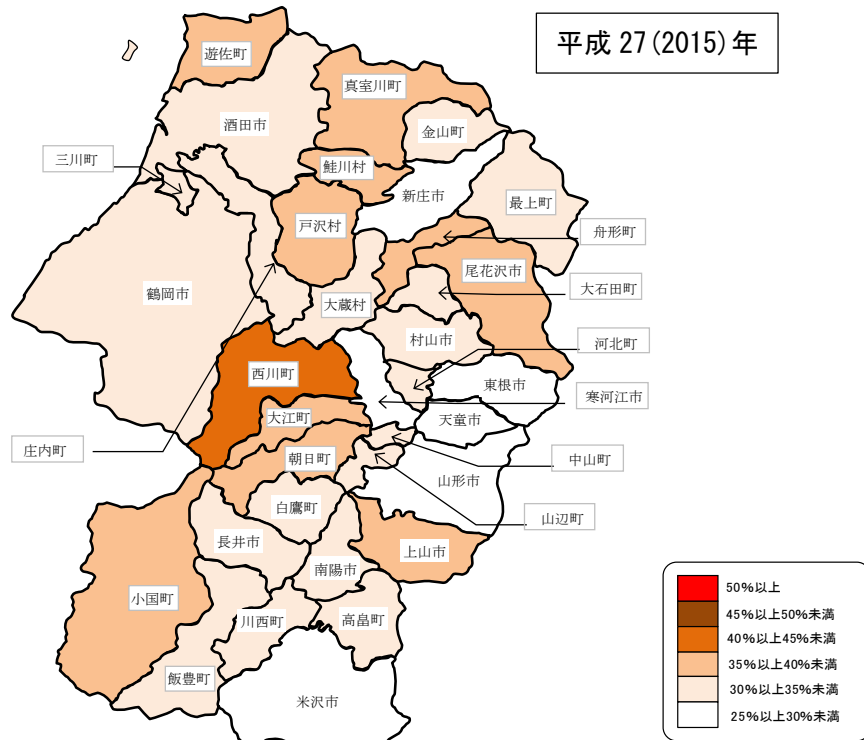 平成 27(2015)年
遊佐町
真室川町
酒田市
金山町
三川町
鮭川村
新庄市
最上町
戸沢村
舟形町
尾花沢市
鶴岡市
大蔵村
大石田町
村山市
河北町
西川町
東根市
寒河江市
大江町
天童市
庄内町
朝日町
中山町
山形市
白鷹町
山辺町
長井市
上山市
南陽市
小国町
川西町
高畠町
飯豊町
米沢市
50%以上
45%以上50%未満
40%以上45%未満
35%以上40%未満
30%以上35%未満
25%以上30%未満